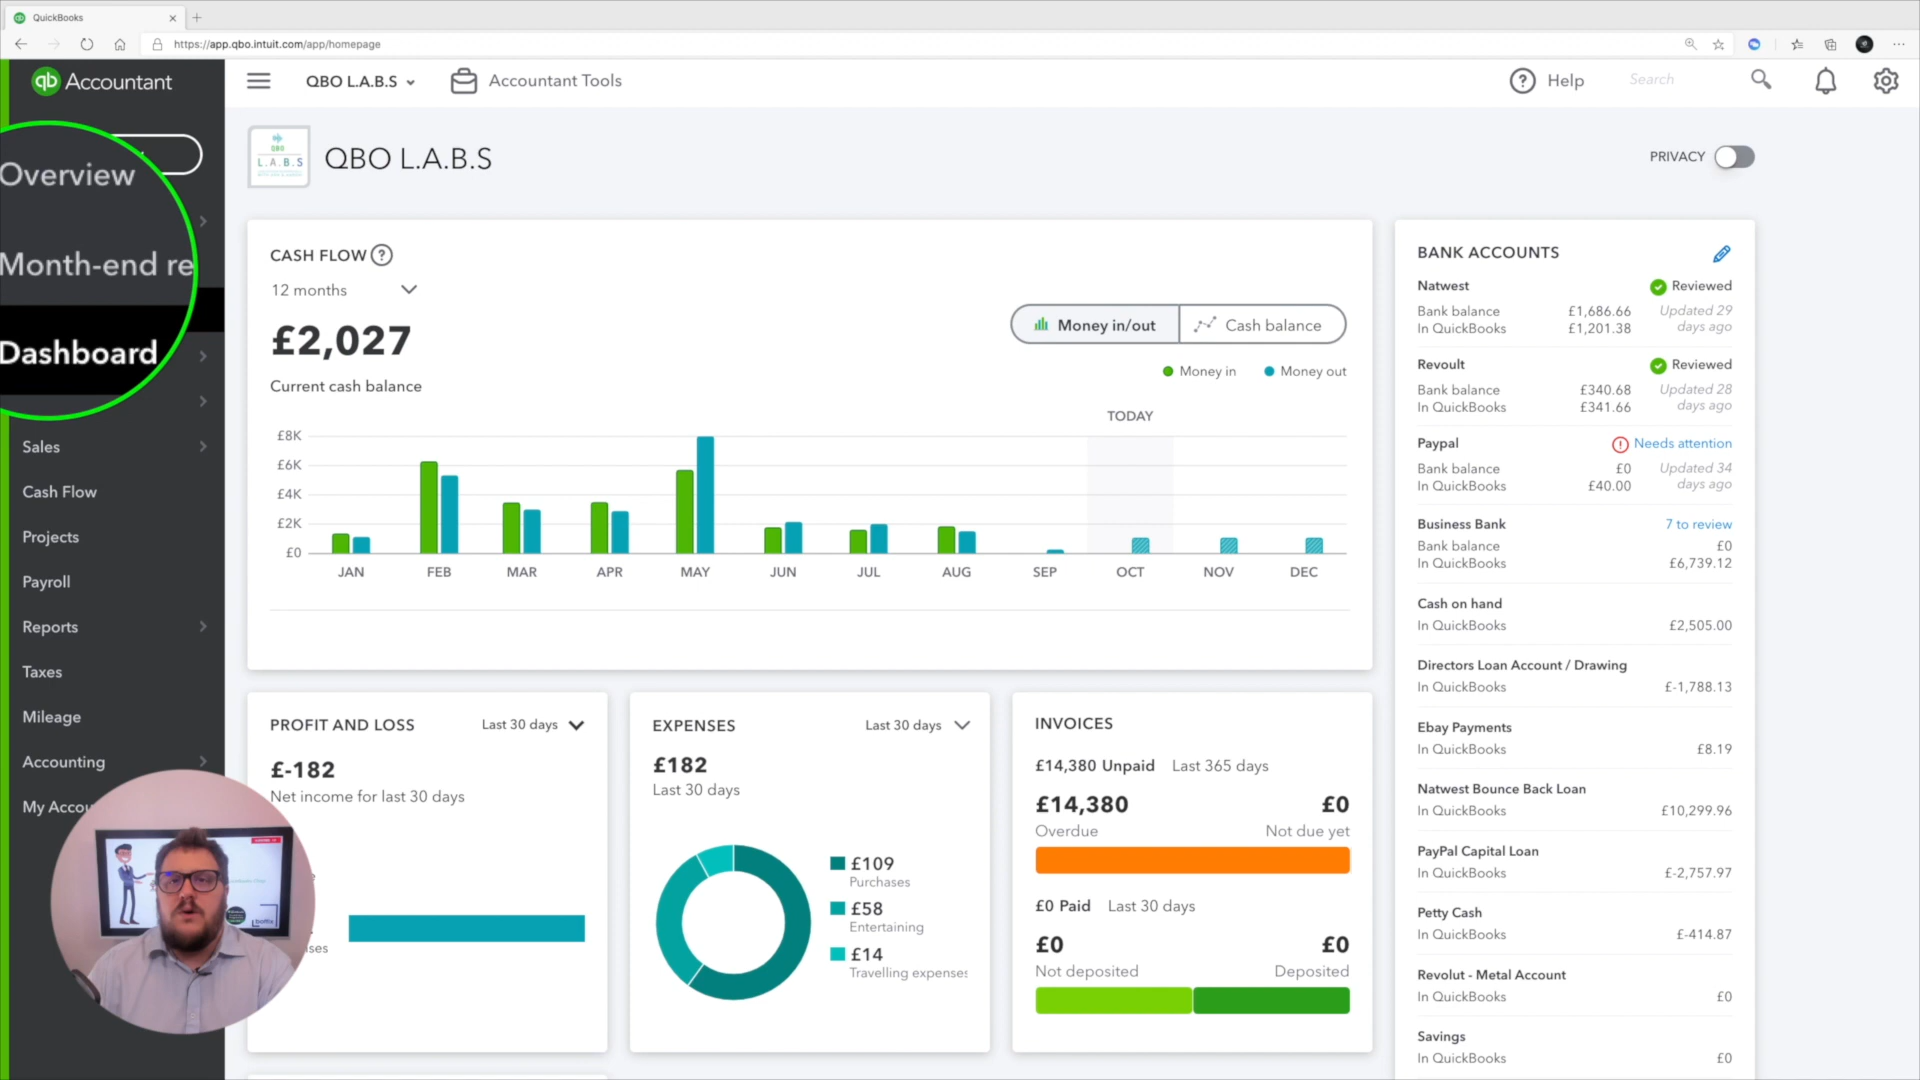 QuickBooks
https://app.qbo.intuit.com/app/homepage
qb Accountant
QBO L.A.B.S
Accountant Tools
Help
Search
Overview
Month-end re
Dashboard
Sales
Cash Flow
Projects
Payroll
Reports
Taxes
Mileage
Accounting
My Accou
QBO
L.A.B.S
QBO L.A.B.S
PRIVACY
CASH FLOW
12 months
£2,027
Current cash balance
Money in/out
Cash balance
Money in
Money out
TODAY
£8K
£6K
£4K
£2K
£0
JAN FEB MAR APR MAY JUN JUL AUG SEP OCT NOV DEC
PROFIT AND LOSS
Last 30 days
£-182
Net income for last 30 days
ses
EXPENSES
Last 30 days
£182
Last 30 days
£109
Purchases
£58
Entertaining
£14
Travelling expenses
INVOICES
£14,380 Unpaid Last 365 days
£14,380 £0
Overdue Not due yet
£0 Paid Last 30 days
£0 £0
Not deposited Deposited
BANK ACCOUNTS
Natwest Reviewed
Bank balance £1,686.66 Updated 29
In QuickBooks £1,201.38 days ago
Revoult Reviewed
Bank balance £340.68 Updated 28
In QuickBooks £341.66 days ago
Paypal Needs attention
Bank balance £0 Updated 34
In QuickBooks £40.00 days ago
Business Bank 7 to review
Bank balance £0
In QuickBooks £6,739.12
Cash on hand
In QuickBooks £2,505.00
Directors Loan Account / Drawing
In QuickBooks £-1,788.13
Ebay Payments
In QuickBooks £8.19
Natwest Bounce Back Loan
In QuickBooks £10,299.96
PayPal Capital Loan
In QuickBooks £-2,757.97
Petty Cash
In QuickBooks £-414.87
Revolut - Metal Account
In QuickBooks £0
Savings
In QuickBooks £0